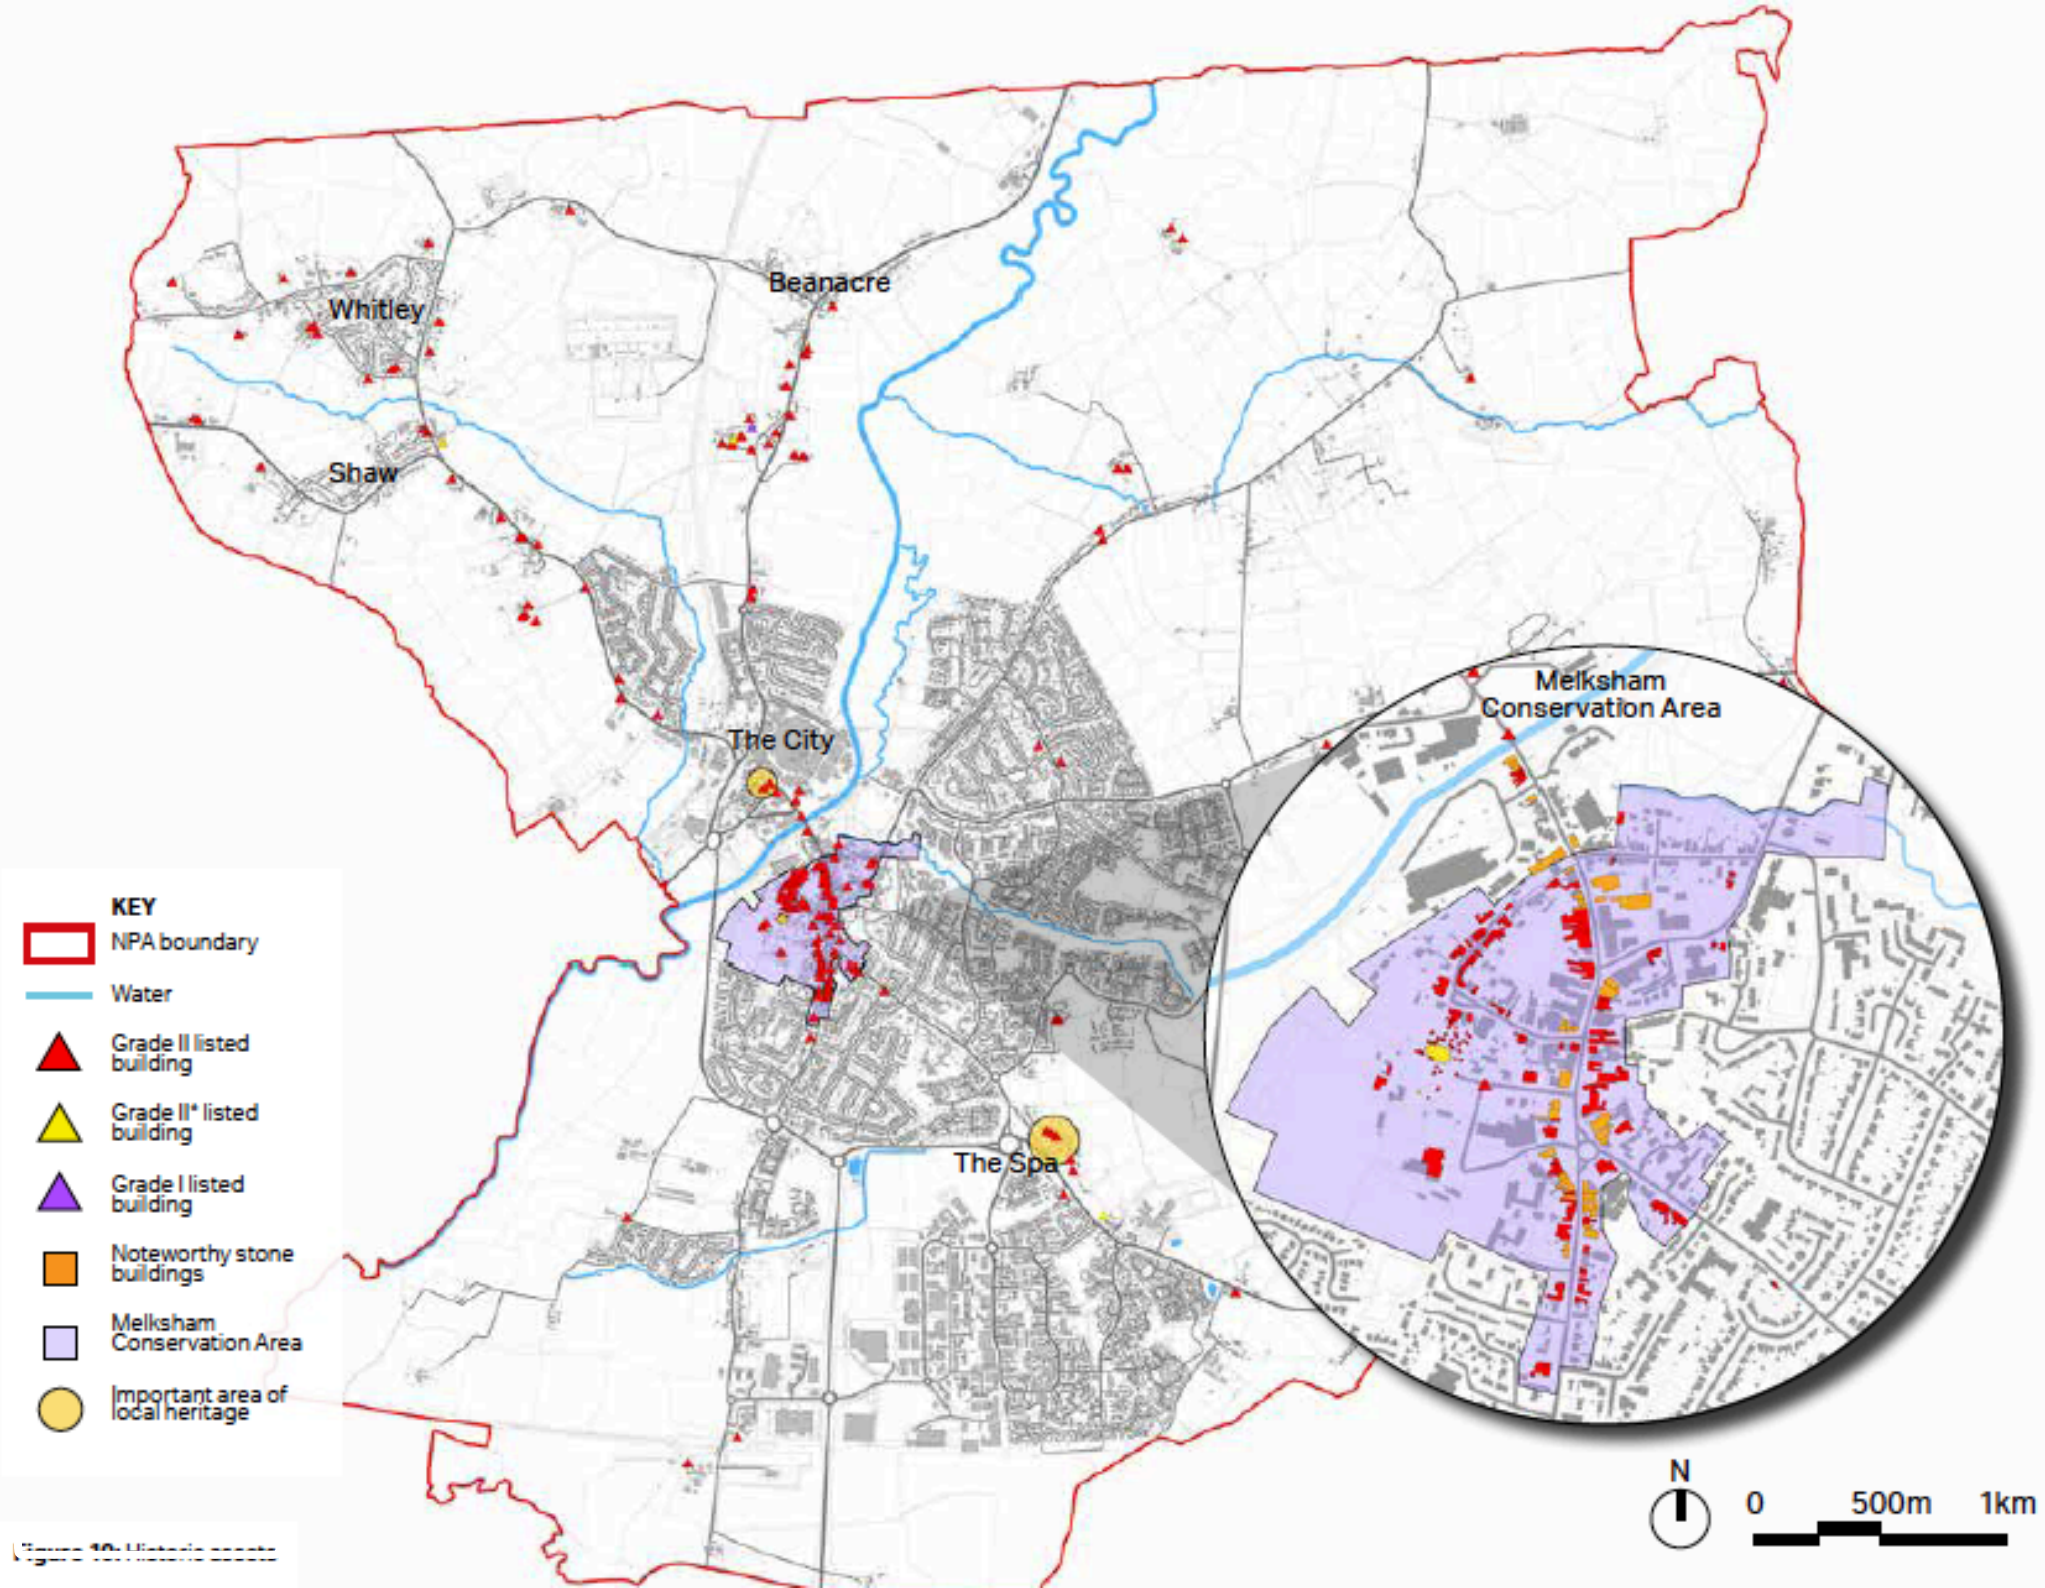 Beanacre
Whitley
Shaw
Melksham
Conservation Area
The City
The Spa
KEY
NPA boundary
Water
Grade II listed
building
Grade II* listed
building
Grade I listed
building
Noteworthy stone
buildings
Melksham
Conservation Area
Important area of
local heritage
N
0 500m 1km
Historic assets